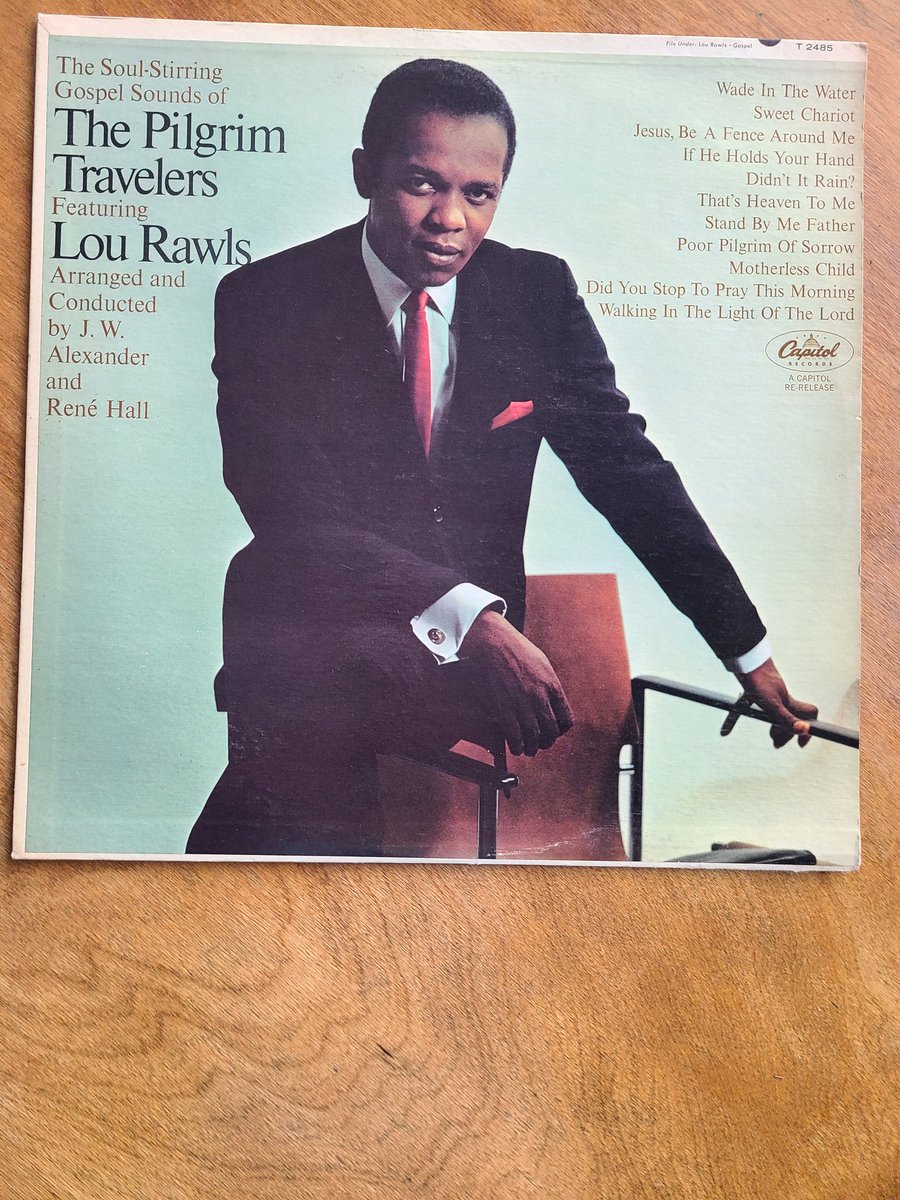 File Under: Lou Rawls • Gospel
T 2485
The Soul-Stirring
Gospel Sounds of
The Pilgrim
Travelers
Featuring
Lou Rawls
Arranged and
Conducted
by J. W.
Alexander
and
René Hall
Wade In The Water
Sweet Chariot
Jesus, Be A Fence Around Me
If He Holds Your Hand
Didn't It Rain?
That's Heaven To Me
Stand By Me Father
Poor Pilgrim Of Sorrow
Motherless Child
Did You Stop To Pray This Morning
Walking In The Light Of The Lord
Capitol
RECORDS
A CAPITOL
RE-RELEASE